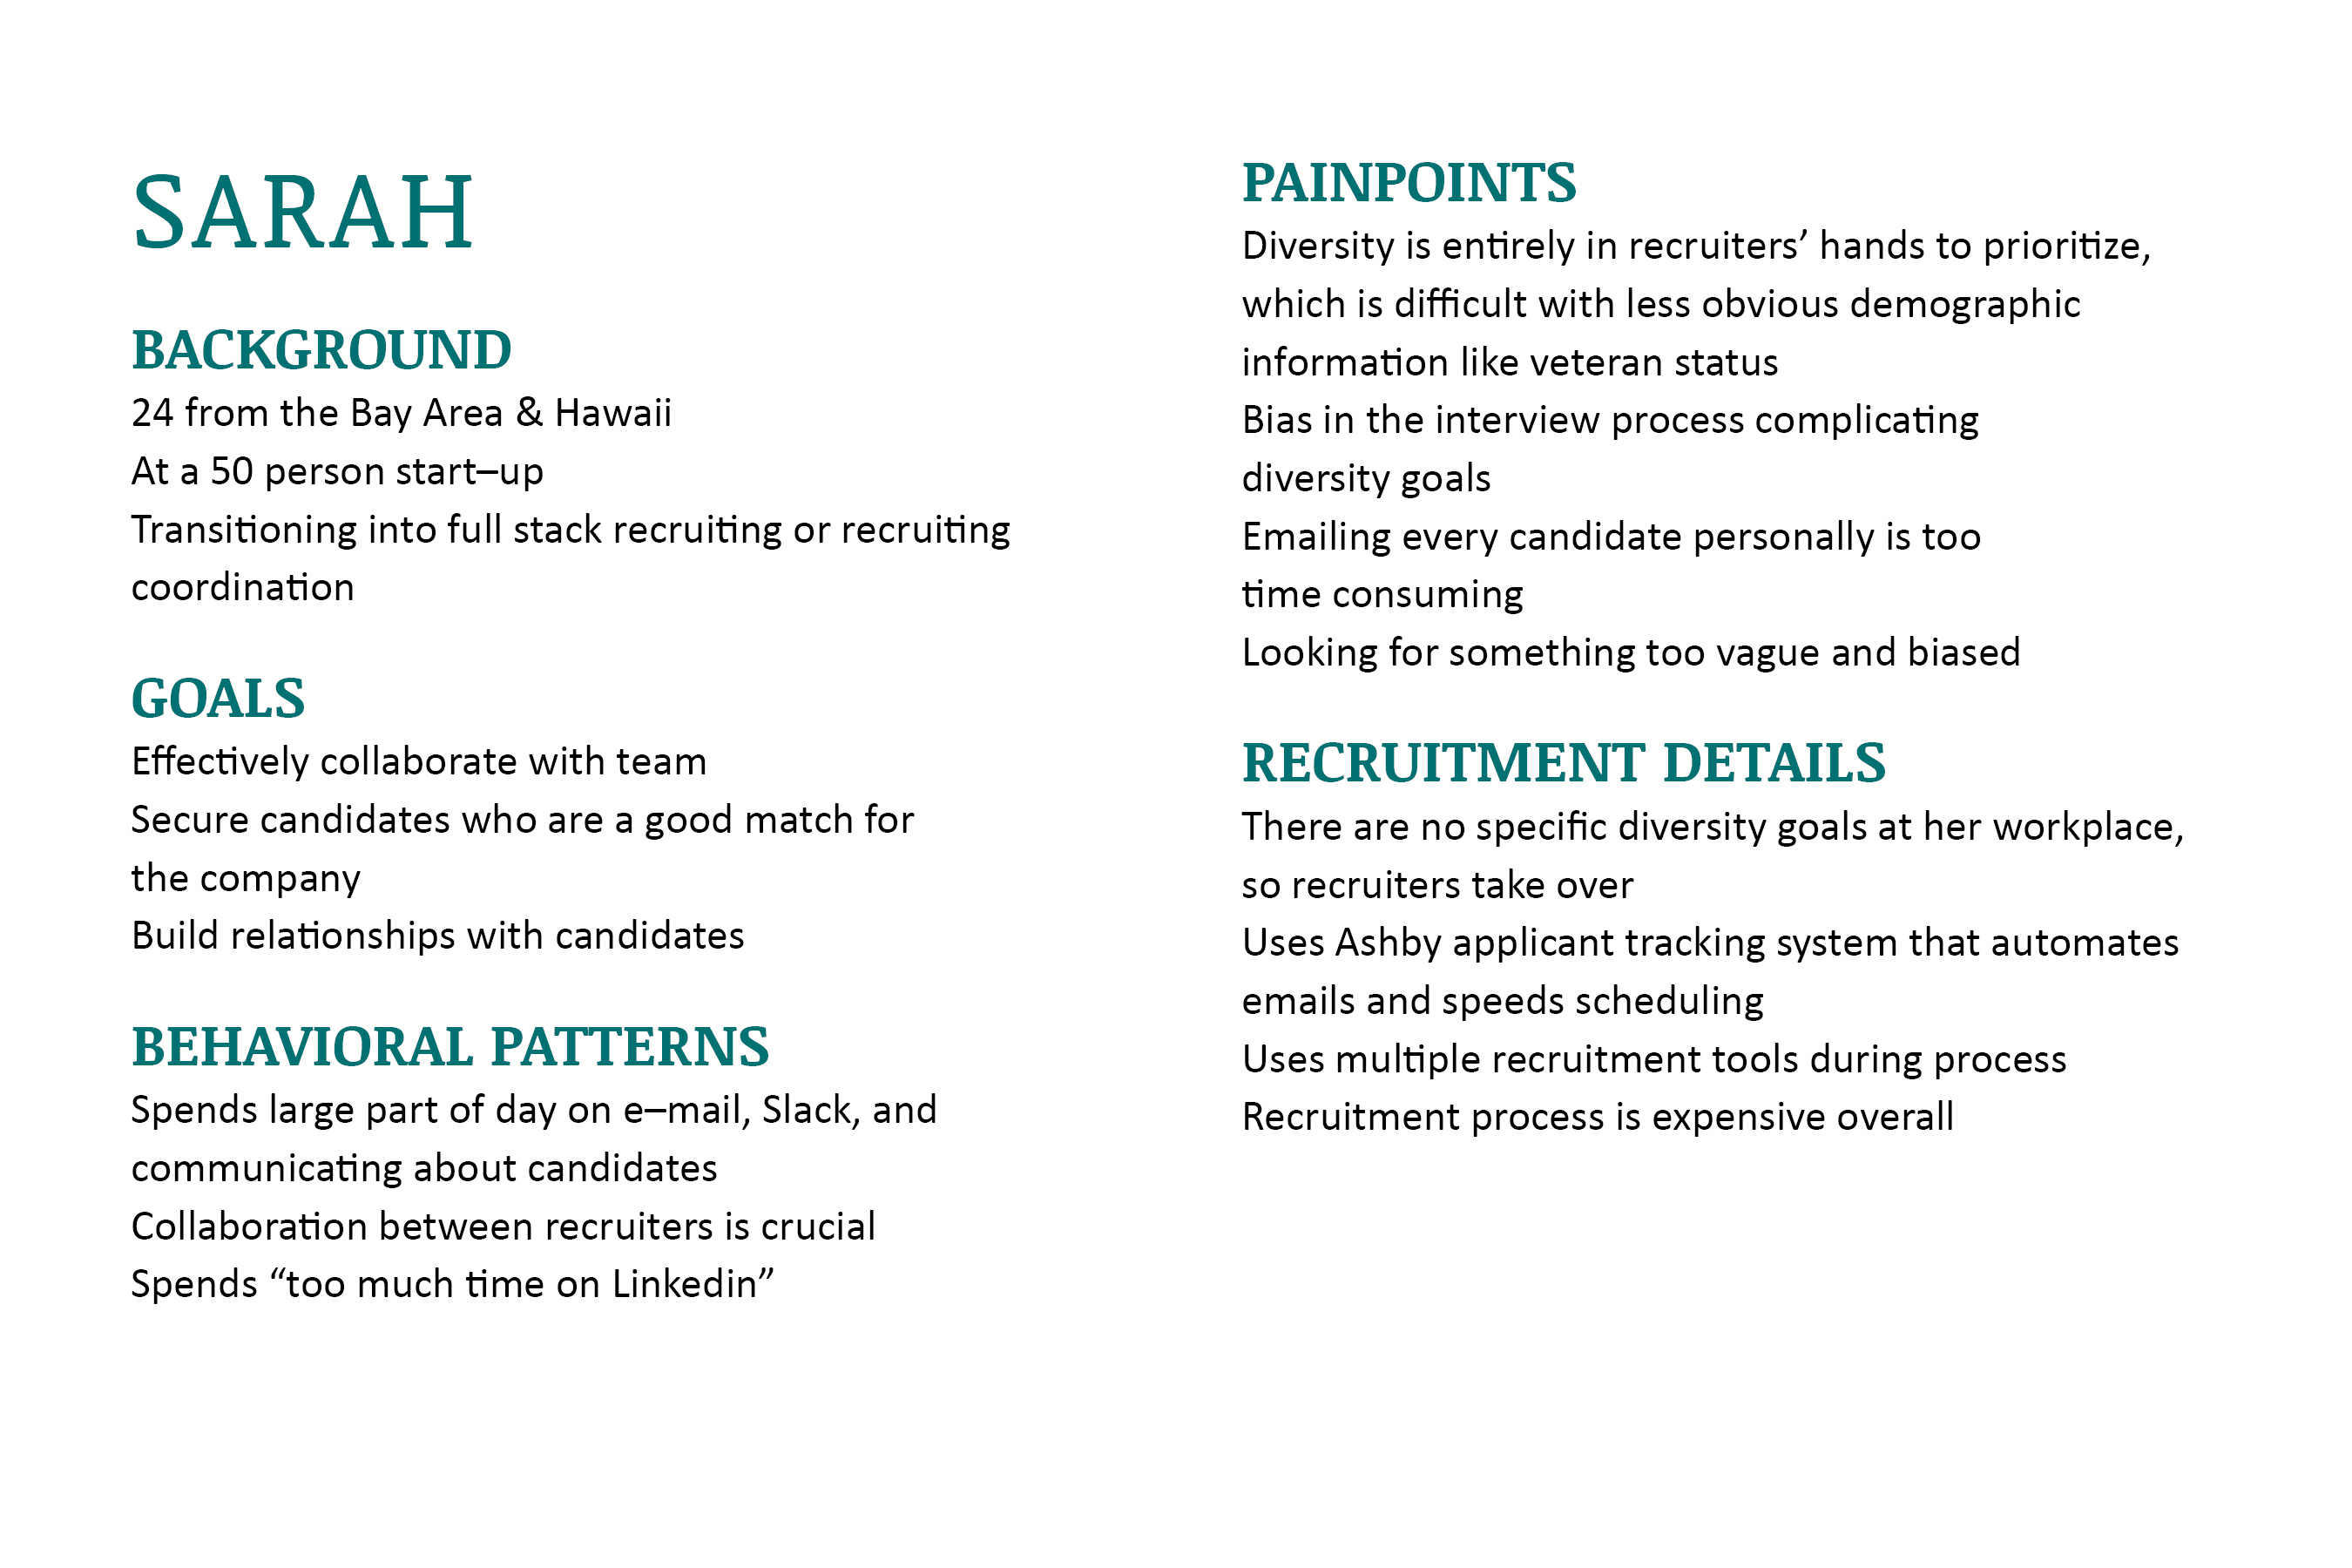 SARAH
BACKGROUND
24 from the Bay Area & Hawaii
At a 50 person start–up
Transitioning into full stack recruiting or recruiting
coordination
GOALS
Effectively collaborate with team
Secure candidates who are a good match for
the company
Build relationships with candidates
BEHAVIORAL PATTERNS
Spends large part of day on e–mail, Slack, and
communicating about candidates
Collaboration between recruiters is crucial
Spends “too much time on Linkedin”
PAINPOINTS
Diversity is entirely in recruiters’ hands to prioritize,
which is difficult with less obvious demographic
information like veteran status
Bias in the interview process complicating
diversity goals
Emailing every candidate personally is too
time consuming
Looking for something too vague and biased
RECRUITMENT DETAILS
There are no specific diversity goals at her workplace,
so recruiters take over
Uses Ashby applicant tracking system that automates
emails and speeds scheduling
Uses multiple recruitment tools during process
Recruitment process is expensive overall